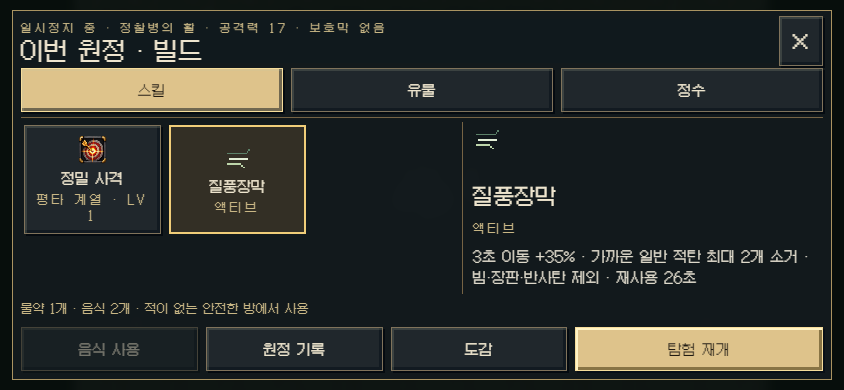 일시정지 중 · 정찰병의 활 · 공격력 17 · 보호막 없음
이번 원정 · 빌드
×
스킬
유물
정수
정밀 사격
평타 계열 · LV
1
질풍장막
액티브
질풍장막
액티브
3초 이동 +35% · 가까운 일반 적탄 최대 2개 소거 ·
빔·장판·반사탄 제외 · 재사용 26초
물약 1개 · 음식 2개 · 적이 없는 안전한 방에서 사용
음식 사용
원정 기록
도감
탐험 재개